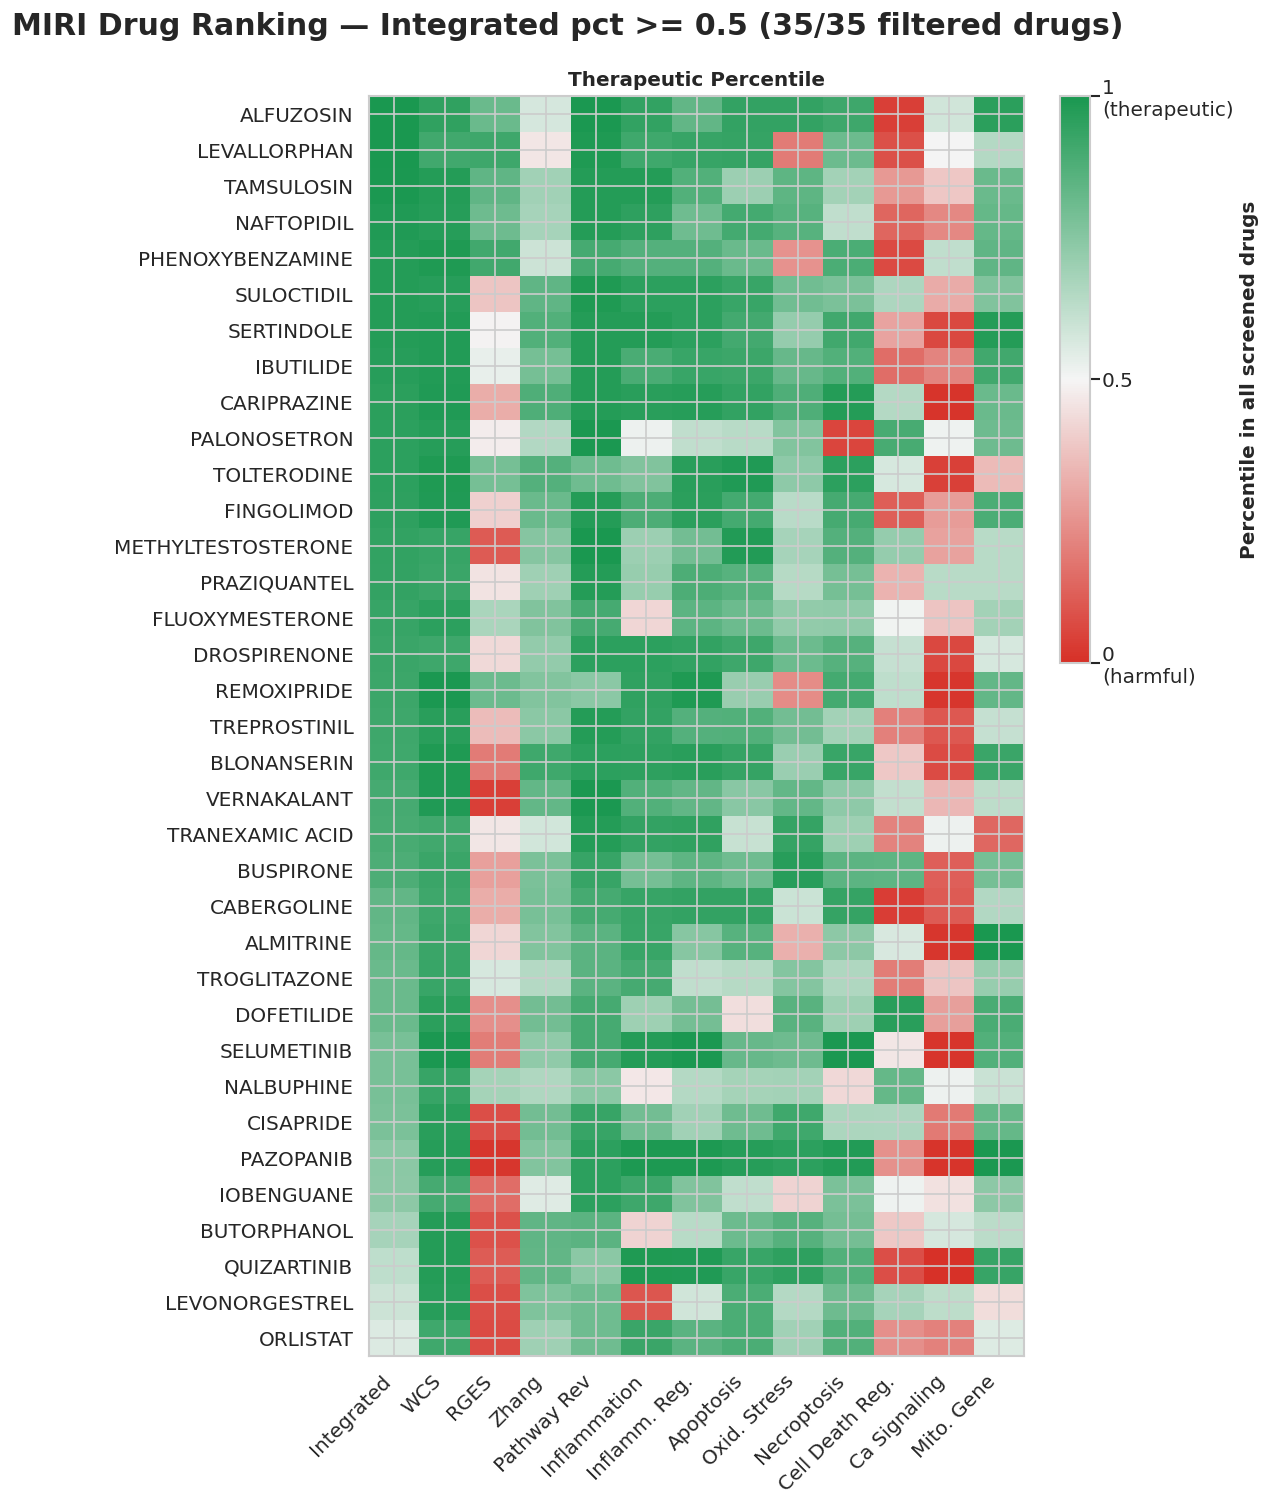 MIRI Drug Ranking — Integrated pct >= 0.5 (35/35 filtered drugs)
Therapeutic Percentile
ALFUZOSIN
LEVALLORPHAN
TAMSULOSIN
NAFTOPIDIL
PHENOXYBENZAMINE
SULOCTIDIL
SERTINDOLE
IBUTILIDE
CARIPRAZINE
PALONOSETRON
TOLTERODINE
FINGOLIMOD
METHYLTESTOSTERONE
PRAZIQUANTEL
FLUOXYMESTERONE
DROSPIRENONE
REMOXIPRIDE
TREPROSTINIL
BLONANSERIN
VERNAKALANT
TRANEXAMIC ACID
BUSPIRONE
CABERGOLINE
ALMITRINE
TROGLITAZONE
DOFETILIDE
SELUMETINIB
NALBUPHINE
CISAPRIDE
PAZOPANIB
IOBENGUANE
BUTORPHANOL
QUIZARTINIB
LEVONORGESTREL
ORLISTAT
Integrated
WCS
RGES
Zhang
Pathway Rev
Inflammation
Inflamm. Reg.
Apoptosis
Oxid. Stress
Necroptosis
Cell Death Reg.
Ca Signaling
Mito. Gene
1
(therapeutic)
0.5
0
(harmful)
Percentile in all screened drugs